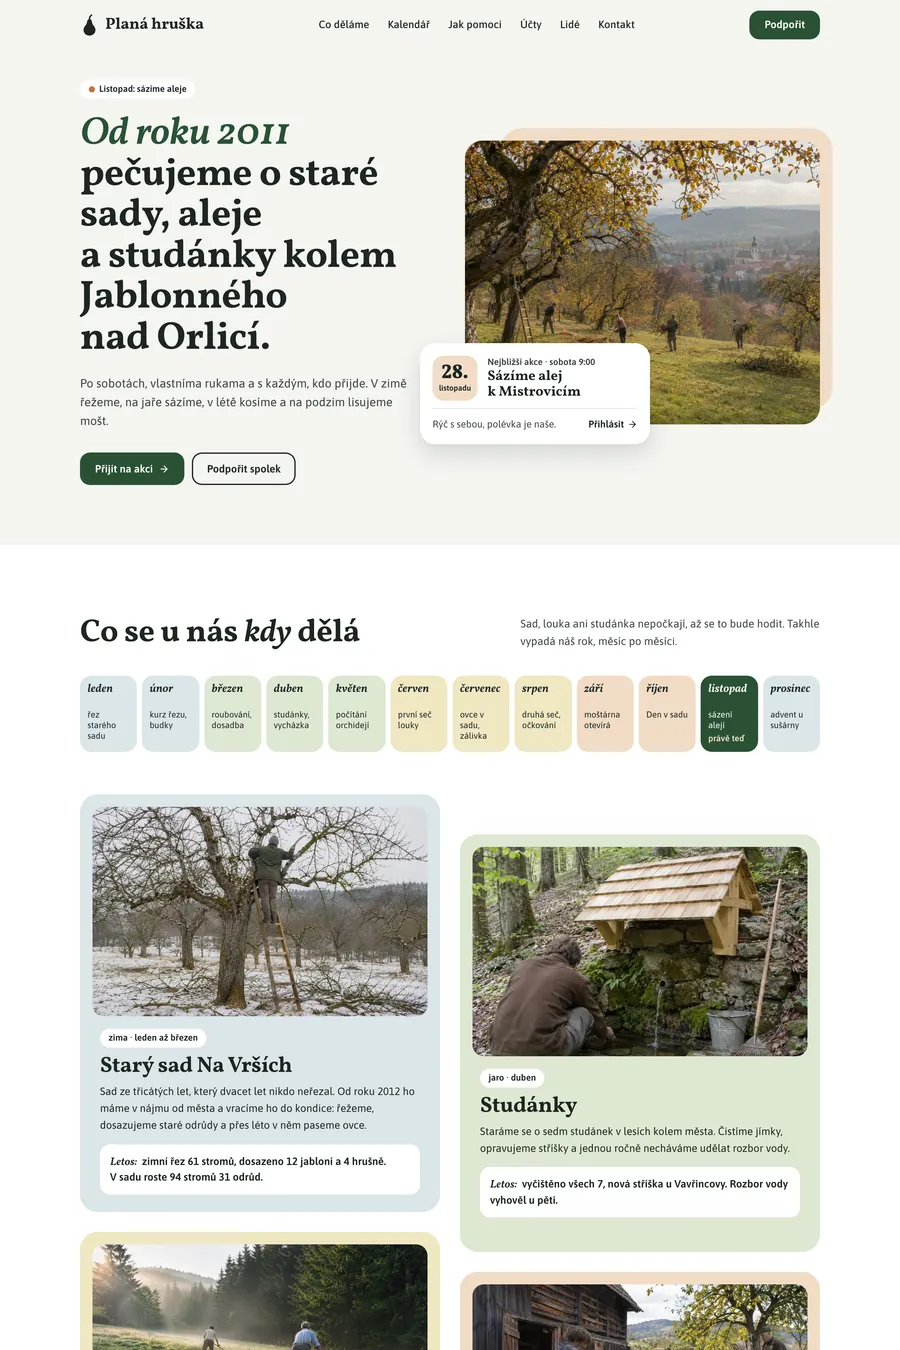 Planá hruška
Co děláme
Kalendář
Jak pomoci
Účty
Lidé
Kontakt
Podpořit
Listopad: sázíme aleje
Od roku 2011
pečujeme o staré
sady, aleje
a studánky kolem
Jablonného
nad Orlicí.
Po sobotách, vlastníma rukama a s každým, kdo přijde. V zimě
řežeme, na jaře sázíme, v létě kosíme a na podzim lisujeme
mošt.
Přijít na akci →
Podpořit spolek
28.
listopadu
Nejbližší akce · sobota 9:00
Sázíme alej
k Mistrovicím
Rýč s sebou, polévka je naše.
Přihlásit →
Co se u nás kdy dělá
Sad, louka ani studánka nepočkají, až se to bude hodit. Takhle
vypadá náš rok, měsíc po měsíci.
leden
řez
starého
sadu
únor
kurz řezu,
budky
březen
roubování,
dosadba
duben
studánky,
vycházka
květen
počítání
orchidejí
červen
první seč
louky
červenec
ovce v
sadu,
zálivka
srpen
druhá seč,
očkování
září
moštárna
otevírá
říjen
Den v sadu
listopad
sázení
alejí
právě teď
prosinec
advent u
sušárny
zima · leden až březen
Starý sad Na Vrších
Sad ze třicátých let, který dvacet let nikdo neřezal. Od roku 2012 ho
máme v nájmu od města a vracíme ho do kondice: řežeme,
dosazujeme staré odrůdy a přes léto v něm paseme ovce.
Letos: zimní řez 61 stromů, dosazeno 12 jabloní a 4 hrušně.
V sadu roste 94 stromů 31 odrůd.
jaro · duben
Studánky
Staráme se o sedm studánek v lesích kolem města. Čistíme jímky,
opravujeme stříšky a jednou ročně necháváme udělat rozbor vody.
Letos: vyčištěno všech 7, nová stříška u Vavřincovy. Rozbor vody
vyhověl u pěti.